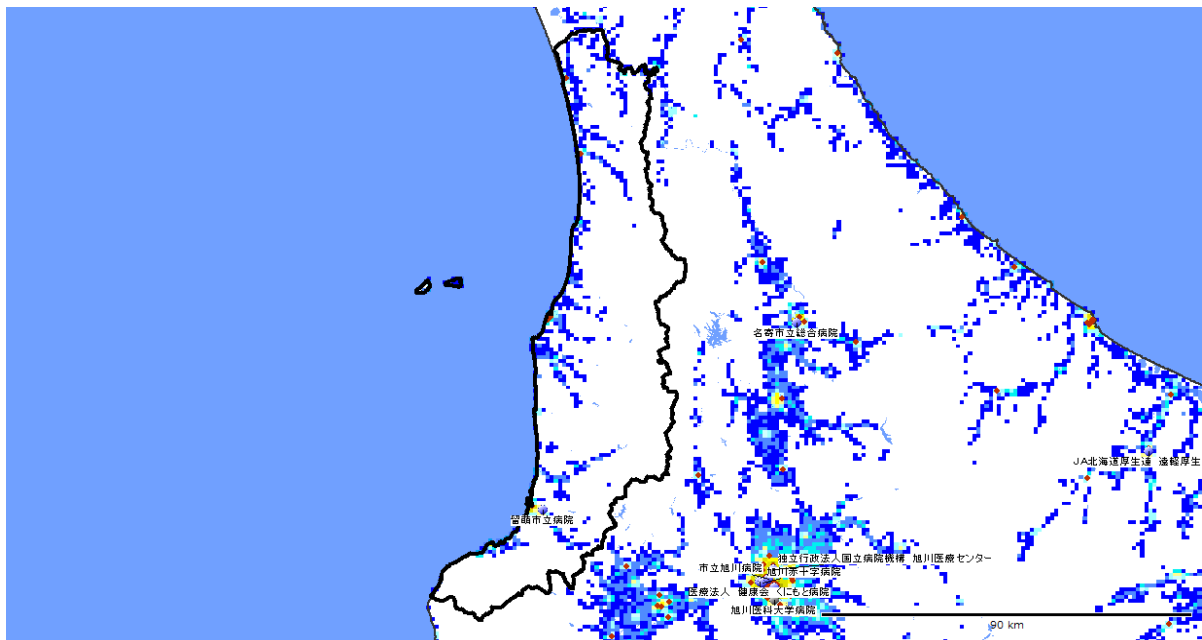 名寄市立総合病院
JA北海道厚生連 遠軽厚生
留萌市立病院
独立行政法人国立病院機構 旭川医療センター
市立旭川病院
旭川赤十字病院
医療法人 健康会 くにもと病院
旭川医科大学病院
90 km